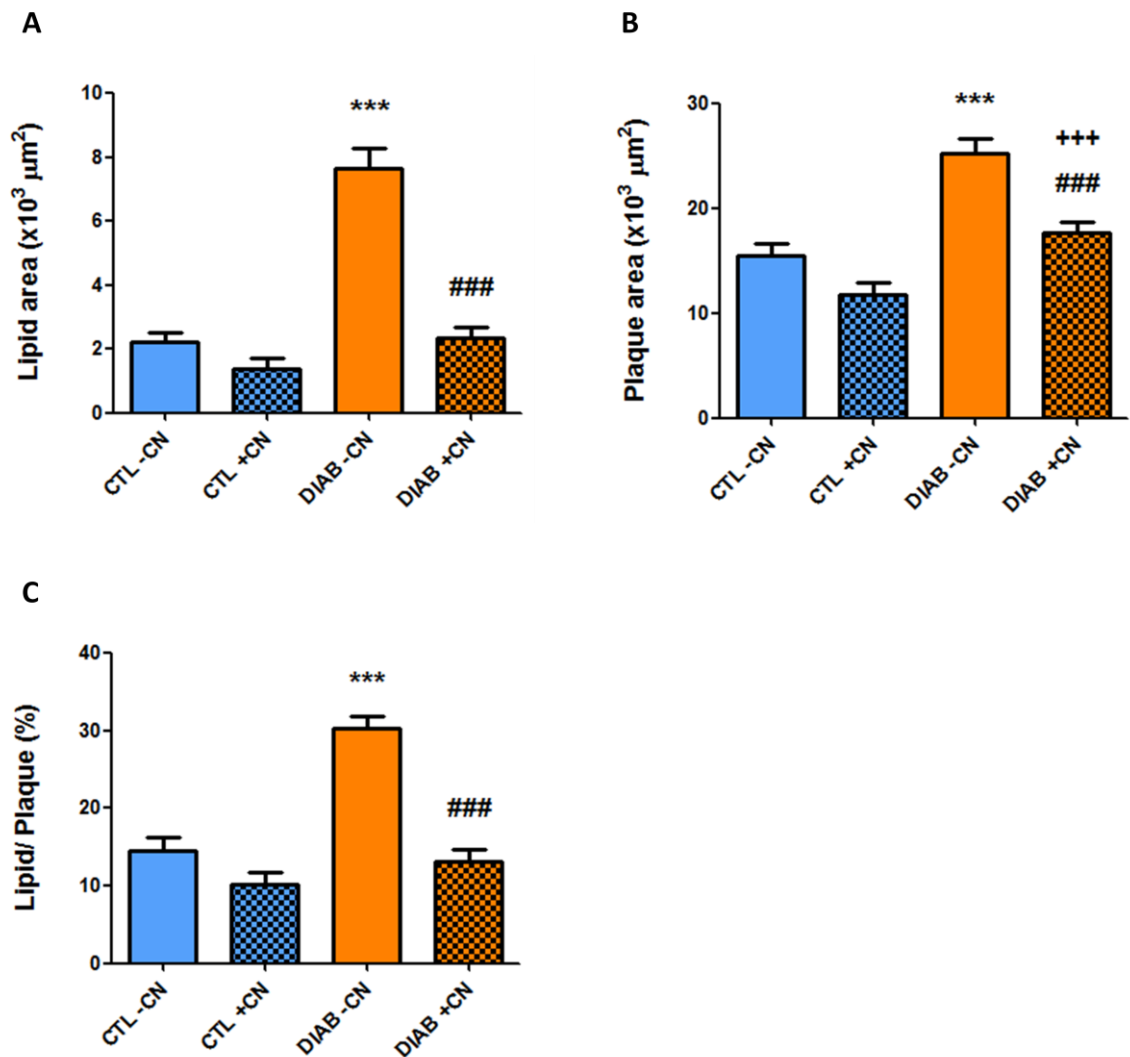 A
Lipid area (x10³ µm²)
10
8
6
4
2
0
***
###
CTL -CN
CTL +CN
DIAB -CN
DIAB +CN
B
Plaque area (x10³ µm²)
30
20
10
0
***
+++
###
CTL -CN
CTL +CN
DIAB -CN
DIAB +CN
C
Lipid/ Plaque (%)
40
30
20
10
0
***
###
CTL -CN
CTL +CN
DIAB -CN
DIAB +CN